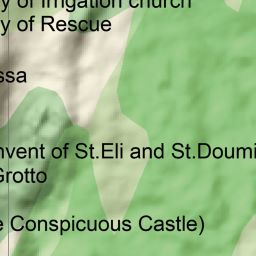 y of Irrigation church
y of Rescue
ssa
nvent of St.Eli and St.Doumi
Grotto
e Conspicuous Castle)